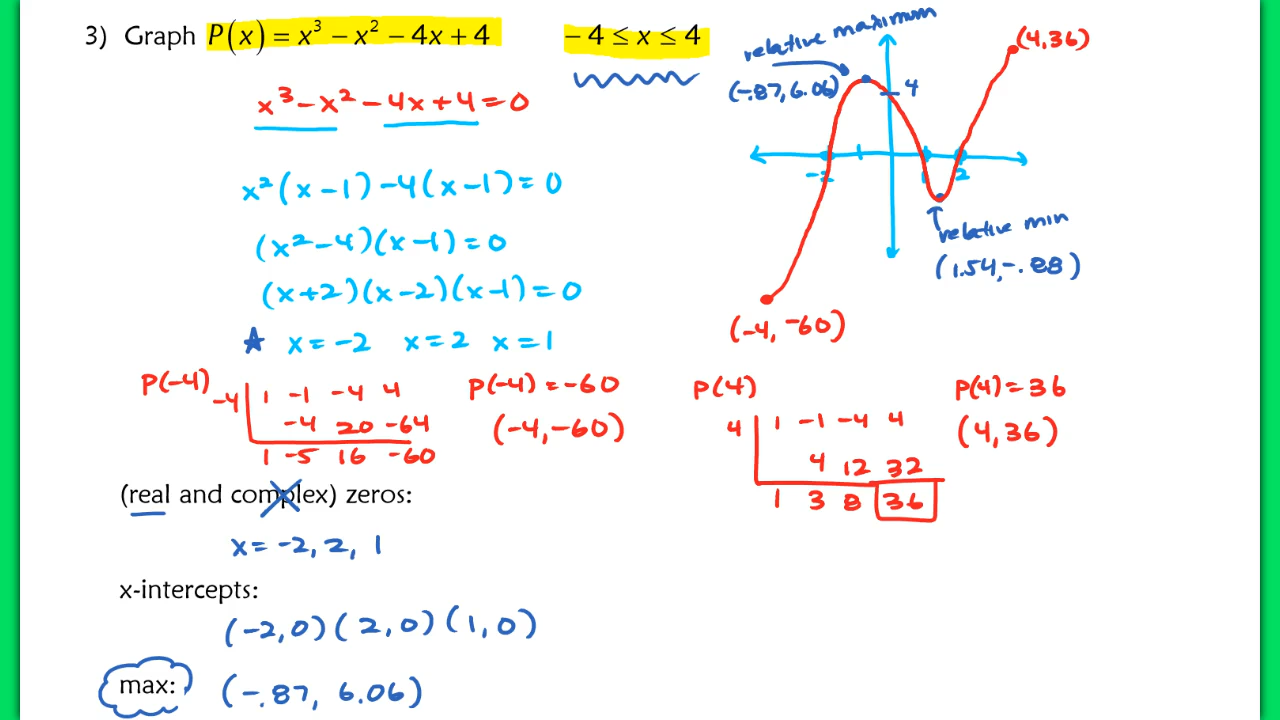 3) Graph P(x) = x³ − x² − 4x + 4    − 4 ≤ x ≤ 4
x³ − x² − 4x + 4 = 0
x²(x − 1) − 4(x − 1) = 0
(x² − 4)(x − 1) = 0
(x + 2)(x − 2)(x − 1) = 0
x = −2    x = 2    x = 1
relative maximum
(−.87, 6.06)
(4, 36)
4
−2    1    2
relative min
(1.54, −.88)
(−4, −60)
P(−4)
−4 | 1 −1 −4 4
−4 20 −64
1 −5 16 −60
P(−4) = −60
(−4, −60)
P(4)
4 | 1 −1 −4 4
4 12 32
1 3 8 36
P(4) = 36
(4, 36)
(real and complex) zeros:
x = −2, 2, 1
x-intercepts:
(−2, 0) (2, 0) (1, 0)
max: (−.87, 6.06)